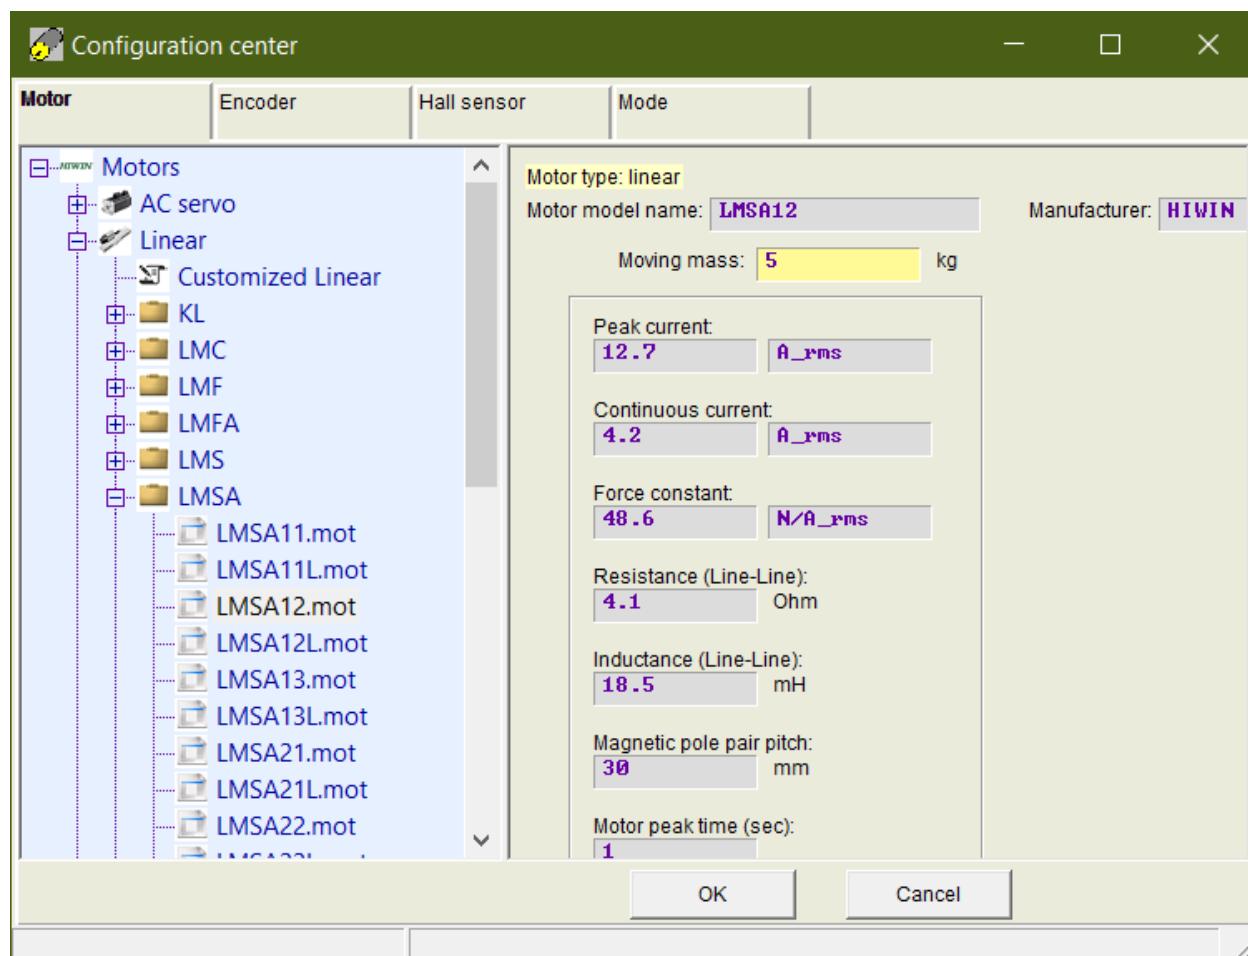 Configuration center
Motor Encoder Hall sensor Mode
HIWIN Motors
AC servo
Linear
Customized Linear
KL
LMC
LMF
LMFA
LMS
LMSA
LMSA11.mot
LMSA11L.mot
LMSA12.mot
LMSA12L.mot
LMSA13.mot
LMSA13L.mot
LMSA21.mot
LMSA21L.mot
LMSA22.mot
Motor type: linear
Motor model name: LMSA12 Manufacturer: HIWIN
Moving mass: 5 kg
Peak current:
12.7 A_rms
Continuous current:
4.2 A_rms
Force constant:
48.6 N/A_rms
Resistance (Line-Line):
4.1 Ohm
Inductance (Line-Line):
18.5 mH
Magnetic pole pair pitch:
30 mm
Motor peak time (sec):
1
OK Cancel